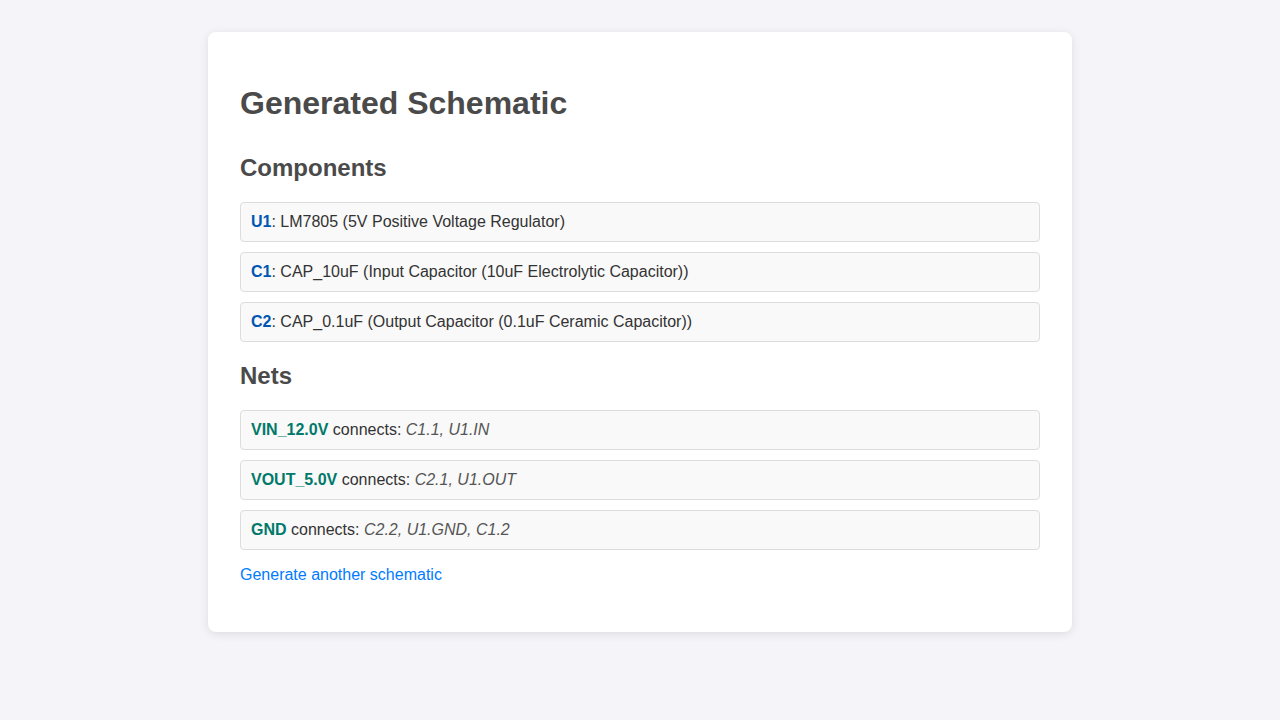 Generated Schematic
Components
U1: LM7805 (5V Positive Voltage Regulator)
C1: CAP_10uF (Input Capacitor (10uF Electrolytic Capacitor))
C2: CAP_0.1uF (Output Capacitor (0.1uF Ceramic Capacitor))
Nets
VIN_12.0V connects: C1.1, U1.IN
VOUT_5.0V connects: C2.1, U1.OUT
GND connects: C2.2, U1.GND, C1.2
Generate another schematic